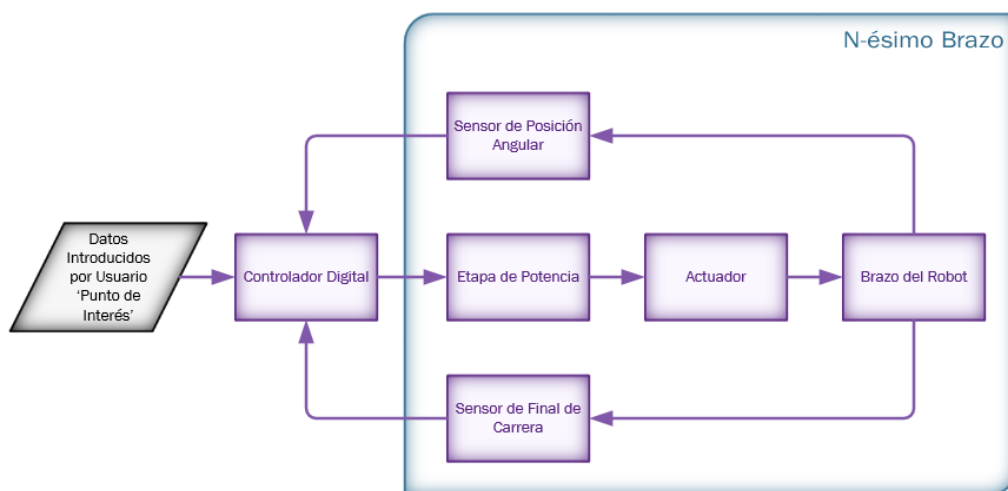 N-ésimo Brazo
Sensor de Posición
Angular
Datos
Introducidos
por Usuario
‘Punto de
Interés’
Controlador Digital
Etapa de Potencia
Actuador
Brazo del Robot
Sensor de Final de
Carrera